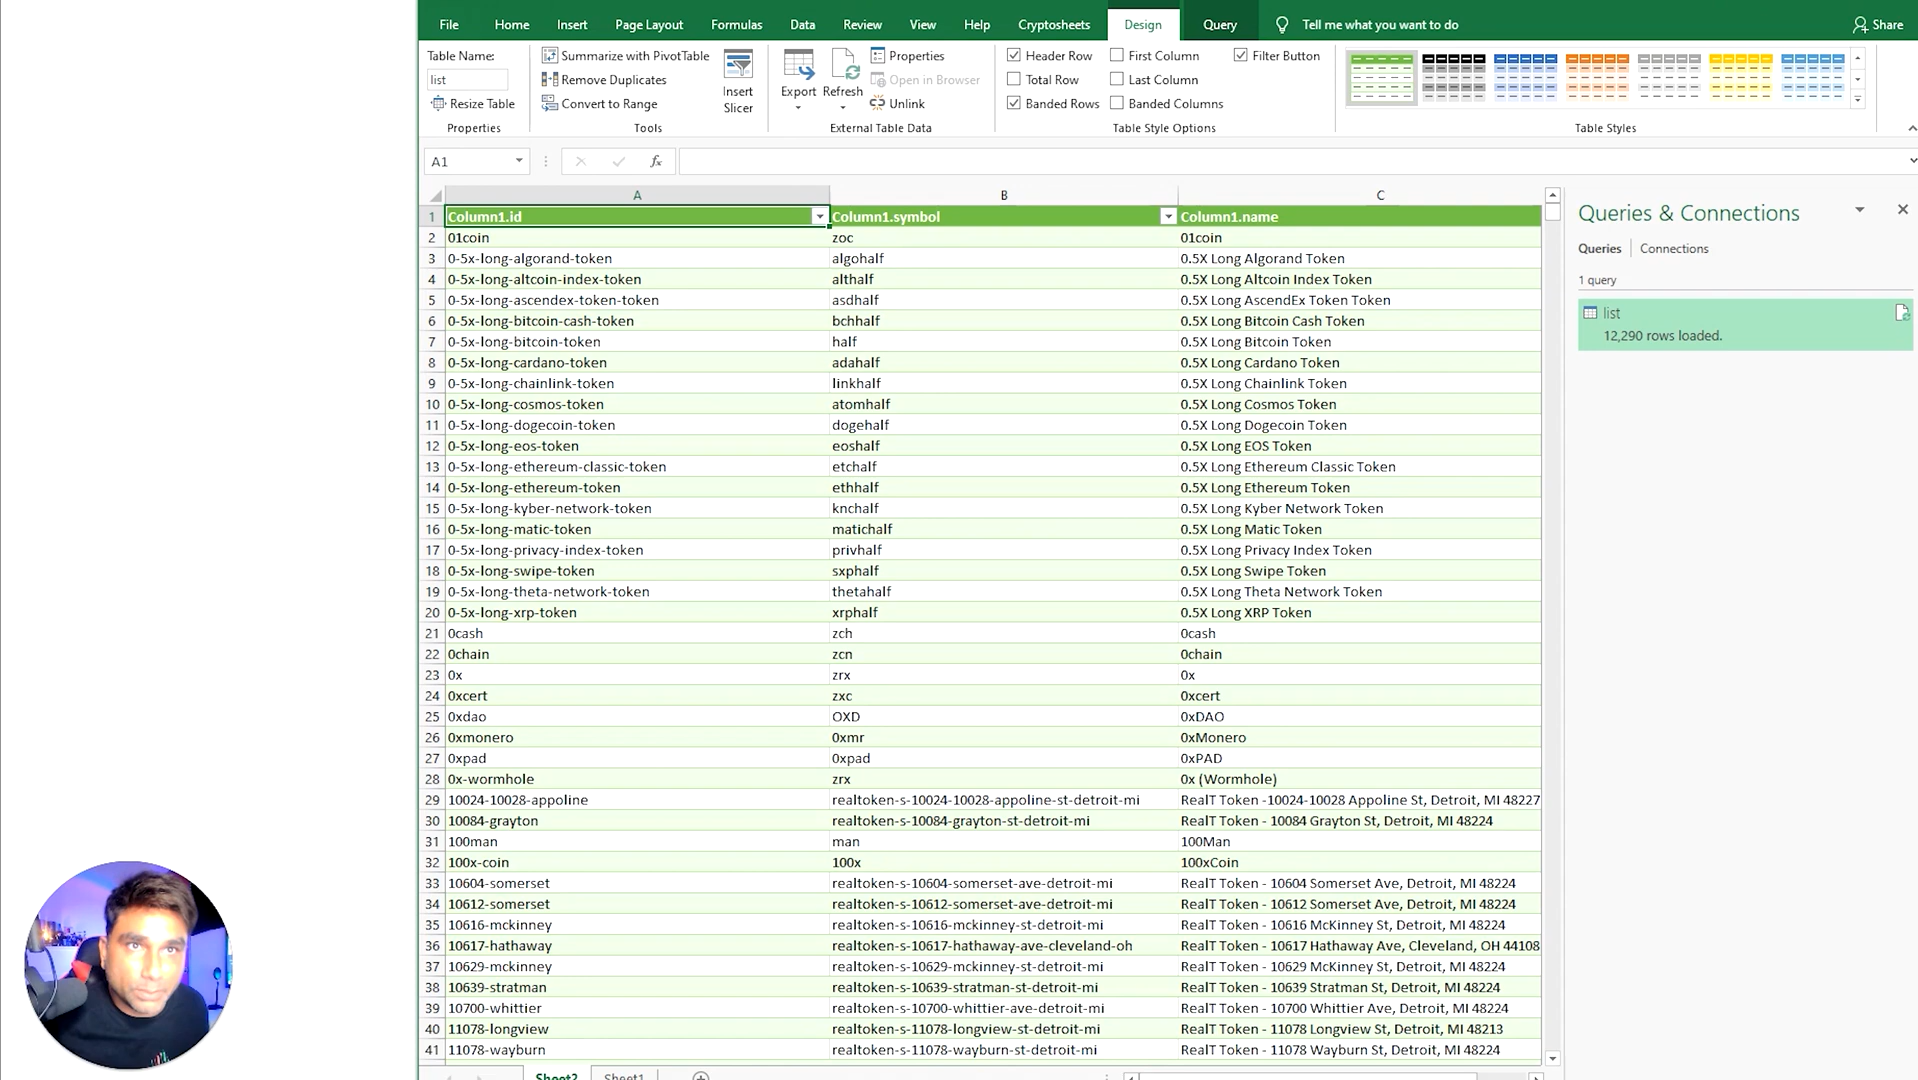 File Home Insert Page Layout Formulas Data Review View Help Cryptosheets Design Query Tell me what you want to do Share
Table Name: Summarize with PivotTable Properties Header Row First Column Filter Button
list Remove Duplicates Insert Slicer Export Refresh Open in Browser Total Row Last Column
Resize Table Convert to Range Unlink Banded Rows Banded Columns
Properties Tools External Table Data Table Style Options Table Styles
A1 fx
A B C
1 Column1.id Column1.symbol Column1.name
2 01coin zoc 01coin
3 0-5x-long-algorand-token algohalf 0.5X Long Algorand Token
4 0-5x-long-altcoin-index-token althalf 0.5X Long Altcoin Index Token
5 0-5x-long-ascendex-token-token asdhalf 0.5X Long AscendEx Token Token
6 0-5x-long-bitcoin-cash-token bchhalf 0.5X Long Bitcoin Cash Token
7 0-5x-long-bitcoin-token half 0.5X Long Bitcoin Token
8 0-5x-long-cardano-token adahalf 0.5X Long Cardano Token
9 0-5x-long-chainlink-token linkhalf 0.5X Long Chainlink Token
10 0-5x-long-cosmos-token atomhalf 0.5X Long Cosmos Token
11 0-5x-long-dogecoin-token dogehalf 0.5X Long Dogecoin Token
12 0-5x-long-eos-token eoshalf 0.5X Long EOS Token
13 0-5x-long-ethereum-classic-token etchalf 0.5X Long Ethereum Classic Token
14 0-5x-long-ethereum-token ethhalf 0.5X Long Ethereum Token
15 0-5x-long-kyber-network-token knchalf 0.5X Long Kyber Network Token
16 0-5x-long-matic-token matichalf 0.5X Long Matic Token
17 0-5x-long-privacy-index-token privhalf 0.5X Long Privacy Index Token
18 0-5x-long-swipe-token sxphalf 0.5X Long Swipe Token
19 0-5x-long-theta-network-token thetahalf 0.5X Long Theta Network Token
20 0-5x-long-xrp-token xrphalf 0.5X Long XRP Token
21 0cash zch 0cash
22 0chain zcn 0chain
23 0x zrx 0x
24 0xcert zxc 0xcert
25 0xdao OXD 0xDAO
26 0xmonero 0xmr 0xMonero
27 0xpad 0xpad 0xPAD
28 0x-wormhole zrx 0x (Wormhole)
29 10024-10028-appoline realtoken-s-10024-10028-appoline-st-detroit-mi RealT Token -10024-10028 Appoline St, Detroit, MI 48227
30 10084-grayton realtoken-s-10084-grayton-st-detroit-mi RealT Token - 10084 Grayton St, Detroit, MI 48224
31 100man man 100Man
32 100x-coin 100x 100xCoin
33 10604-somerset realtoken-s-10604-somerset-ave-detroit-mi RealT Token - 10604 Somerset Ave, Detroit, MI 48224
34 10612-somerset realtoken-s-10612-somerset-ave-detroit-mi RealT Token - 10612 Somerset Ave, Detroit, MI 48224
35 10616-mckinney realtoken-s-10616-mckinney-st-detroit-mi RealT Token - 10616 McKinney St, Detroit, MI 48224
36 10617-hathaway realtoken-s-10617-hathaway-ave-cleveland-oh RealT Token - 10617 Hathaway Ave, Cleveland, OH 44108
37 10629-mckinney realtoken-s-10629-mckinney-st-detroit-mi RealT Token - 10629 McKinney St, Detroit, MI 48224
38 10639-stratman realtoken-s-10639-stratman-st-detroit-mi RealT Token - 10639 Stratman St, Detroit, MI 48224
39 10700-whittier realtoken-s-10700-whittier-ave-detroit-mi RealT Token - 10700 Whittier Ave, Detroit, MI 48224
40 11078-longview realtoken-s-11078-longview-st-detroit-mi RealT Token - 11078 Longview St, Detroit, MI 48213
41 11078-wayburn realtoken-s-11078-wayburn-st-detroit-mi RealT Token - 11078 Wayburn St, Detroit, MI 48224
Sheet2 Sheet1
Queries & Connections
Queries Connections
1 query
list
12,290 rows loaded.